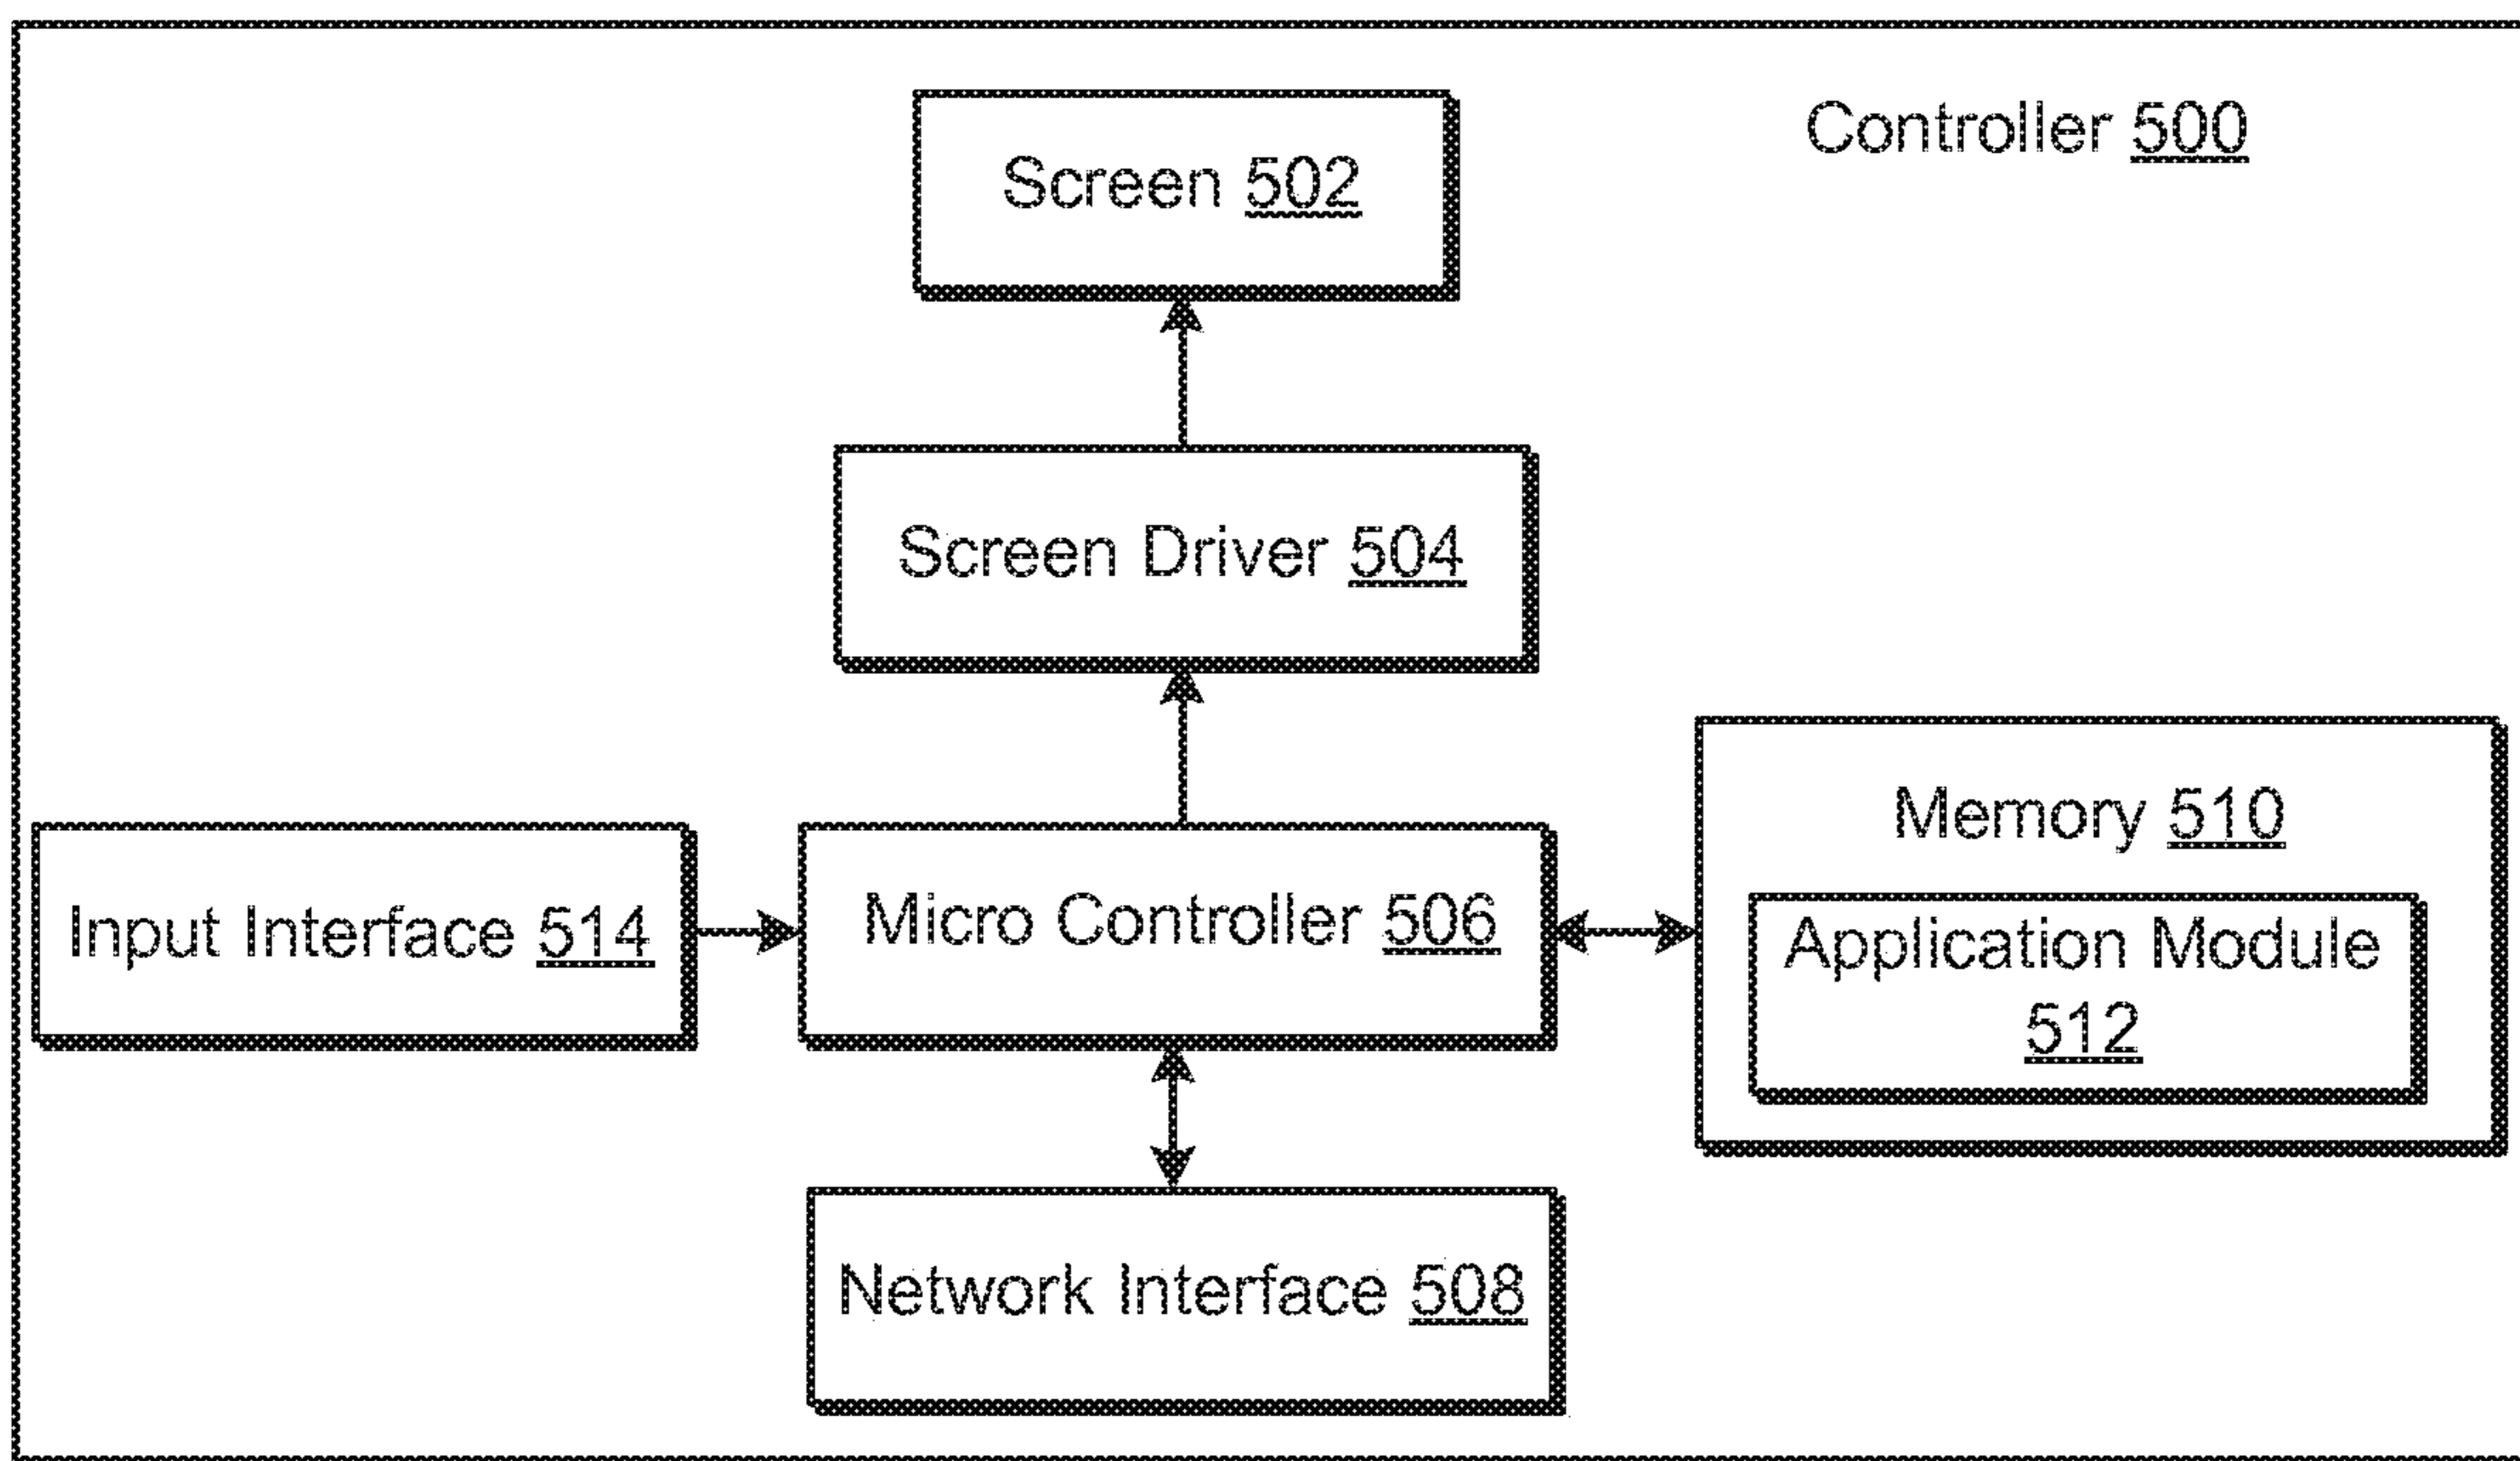 Controller 500
Screen 502
Screen Driver 504
Memory 510
Input Interface 514
Micro Controller 506
Application Module
512
Network Interface 508